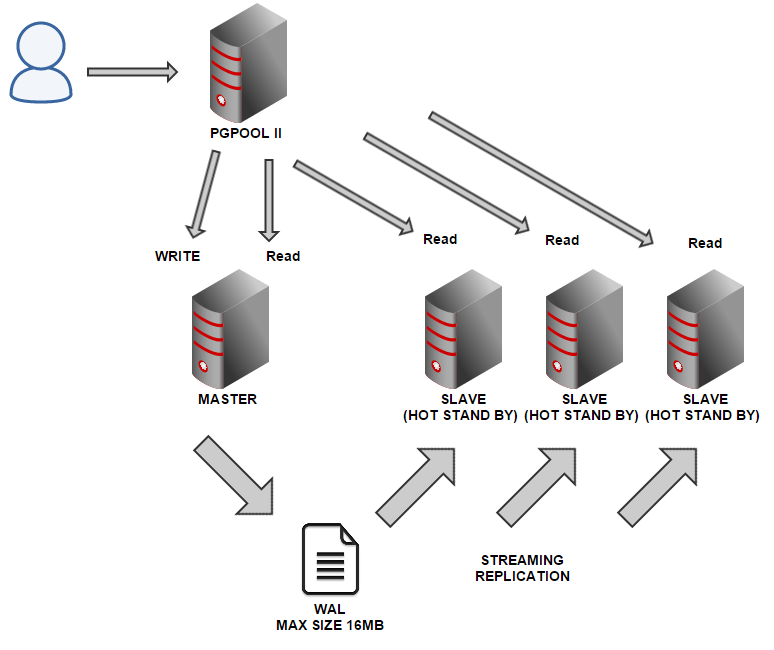 PGPOOL II
WRITE
Read
Read
Read
Read
MASTER
SLAVE
(HOT STAND BY)
SLAVE
(HOT STAND BY)
SLAVE
(HOT STAND BY)
STREAMING
REPLICATION
WAL
MAX SIZE 16MB